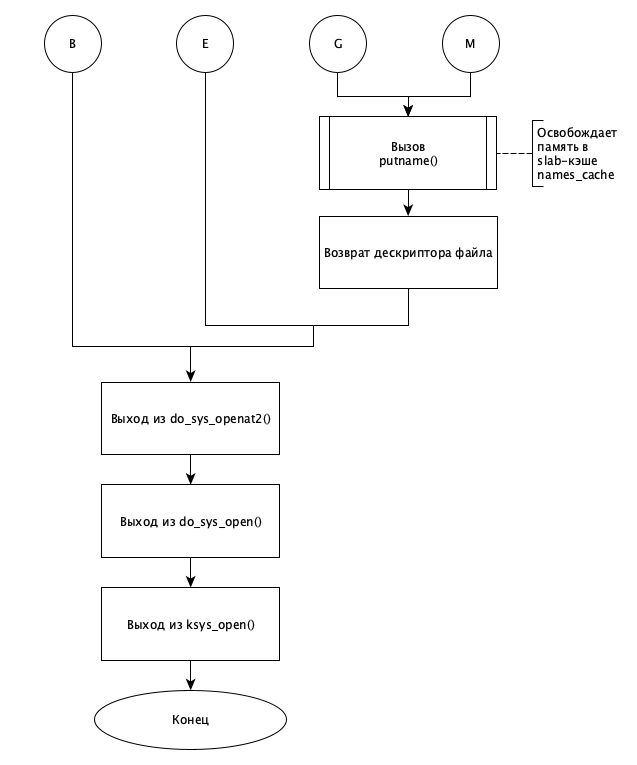 B
E
G
M
Вызов
putname()
Освобождает
память в
slab-кэше
names_cache
Возврат дескриптора файла
Выход из do_sys_openat2()
Выход из do_sys_open()
Выход из ksys_open()
Конец